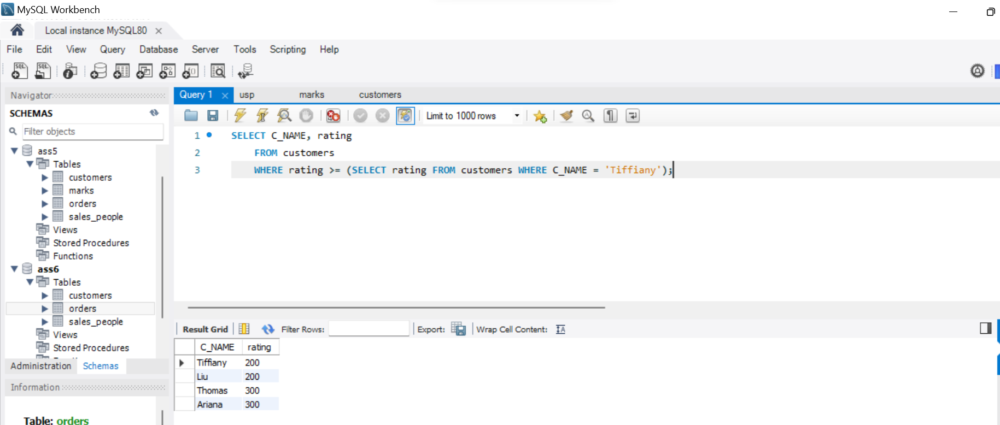 MySQL Workbench
Local instance MySQL80
File Edit View Query Database Server Tools Scripting Help
SQL SQL
Navigator
SCHEMAS
Filter objects
ass5
Tables
customers
marks
orders
sales_people
Views
Stored Procedures
Functions
ass6
Tables
customers
orders
sales_people
Views
Stored Procedures
Administration Schemas
Information
Table: orders
Query 1 usp marks customers
Limit to 1000 rows
1 SELECT C_NAME, rating
2 FROM customers
3 WHERE rating >= (SELECT rating FROM customers WHERE C_NAME = 'Tiffiany');
Result Grid Filter Rows: Export: Wrap Cell Content:
C_NAME rating
Tiffiany 200
Liu 200
Thomas 300
Ariana 300